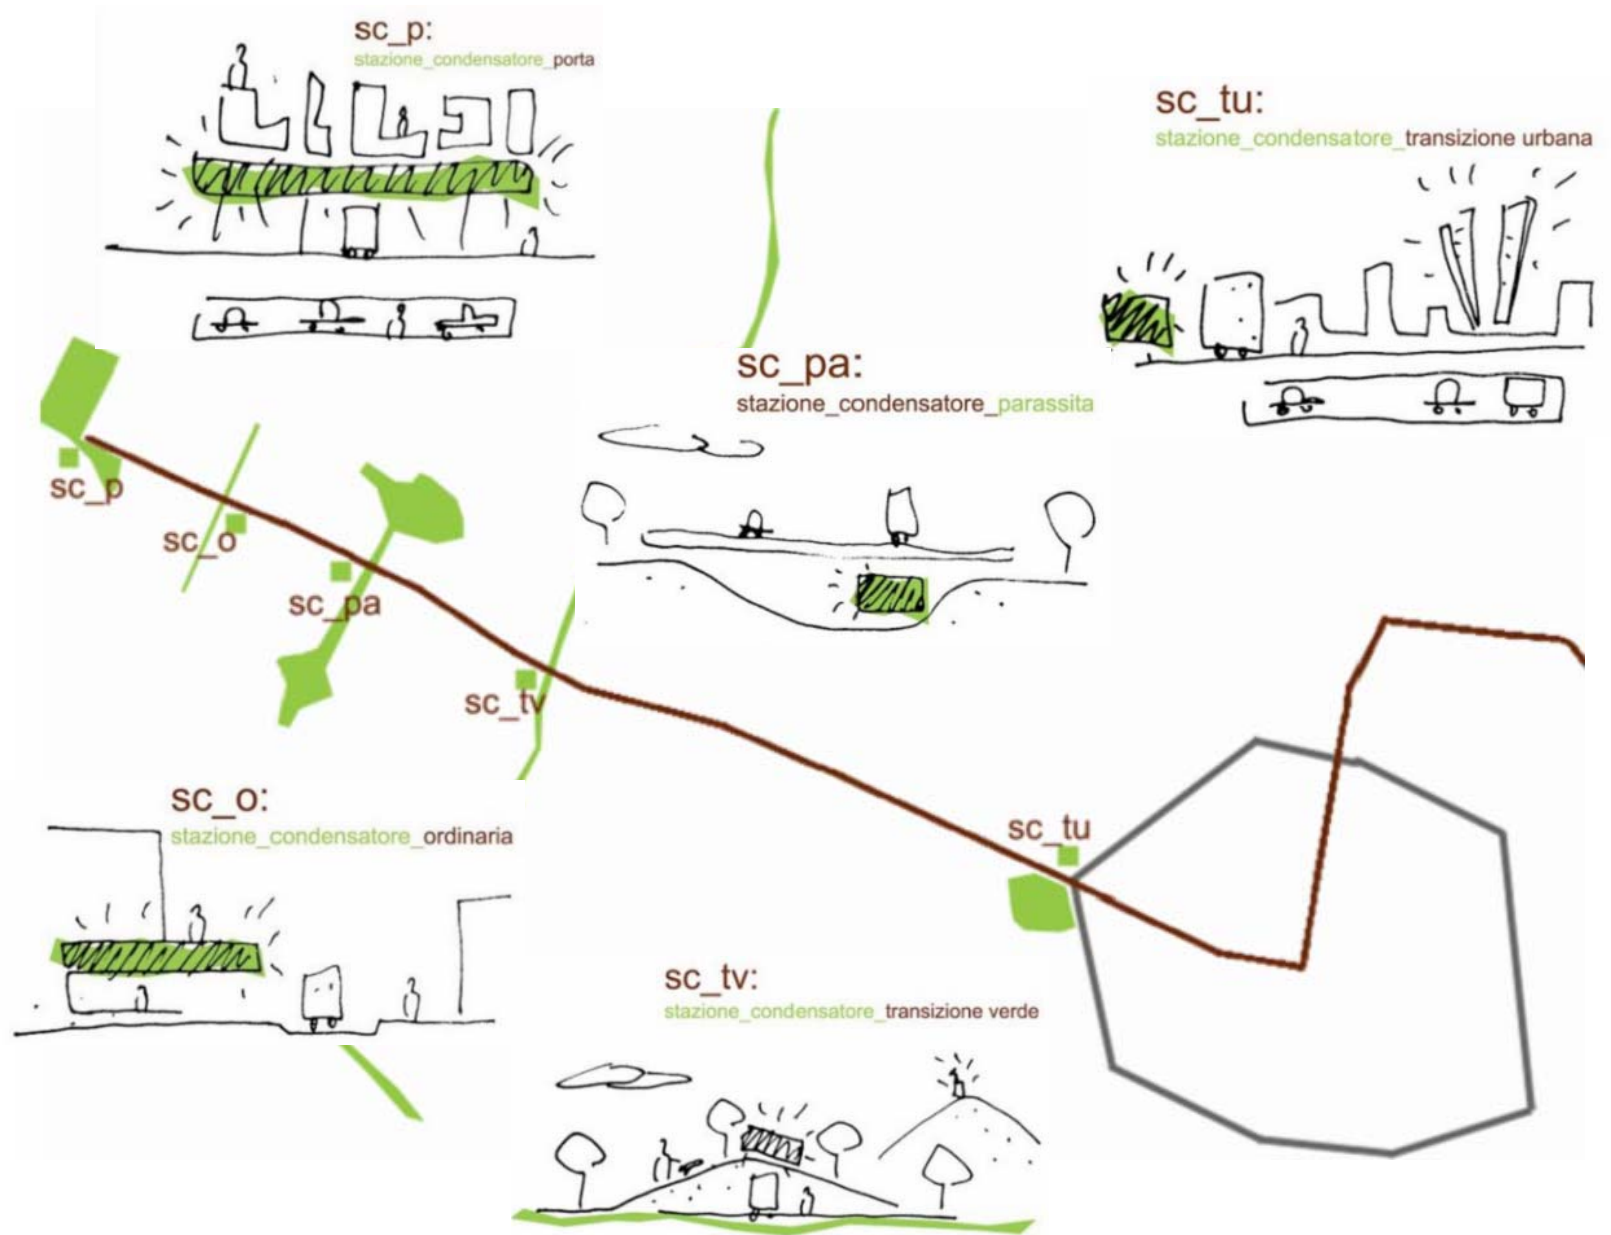 sc_p:
stazione_condensatore_porta
sc_tu:
stazione_condensatore_transizione urbana
sc_pa:
stazione_condensatore_parassita
sc_p
sc_o
sc_pa
sc_tv
sc_o:
stazione_condensatore_ordinaria
sc_tu
sc_tv:
stazione_condensatore_transizione verde